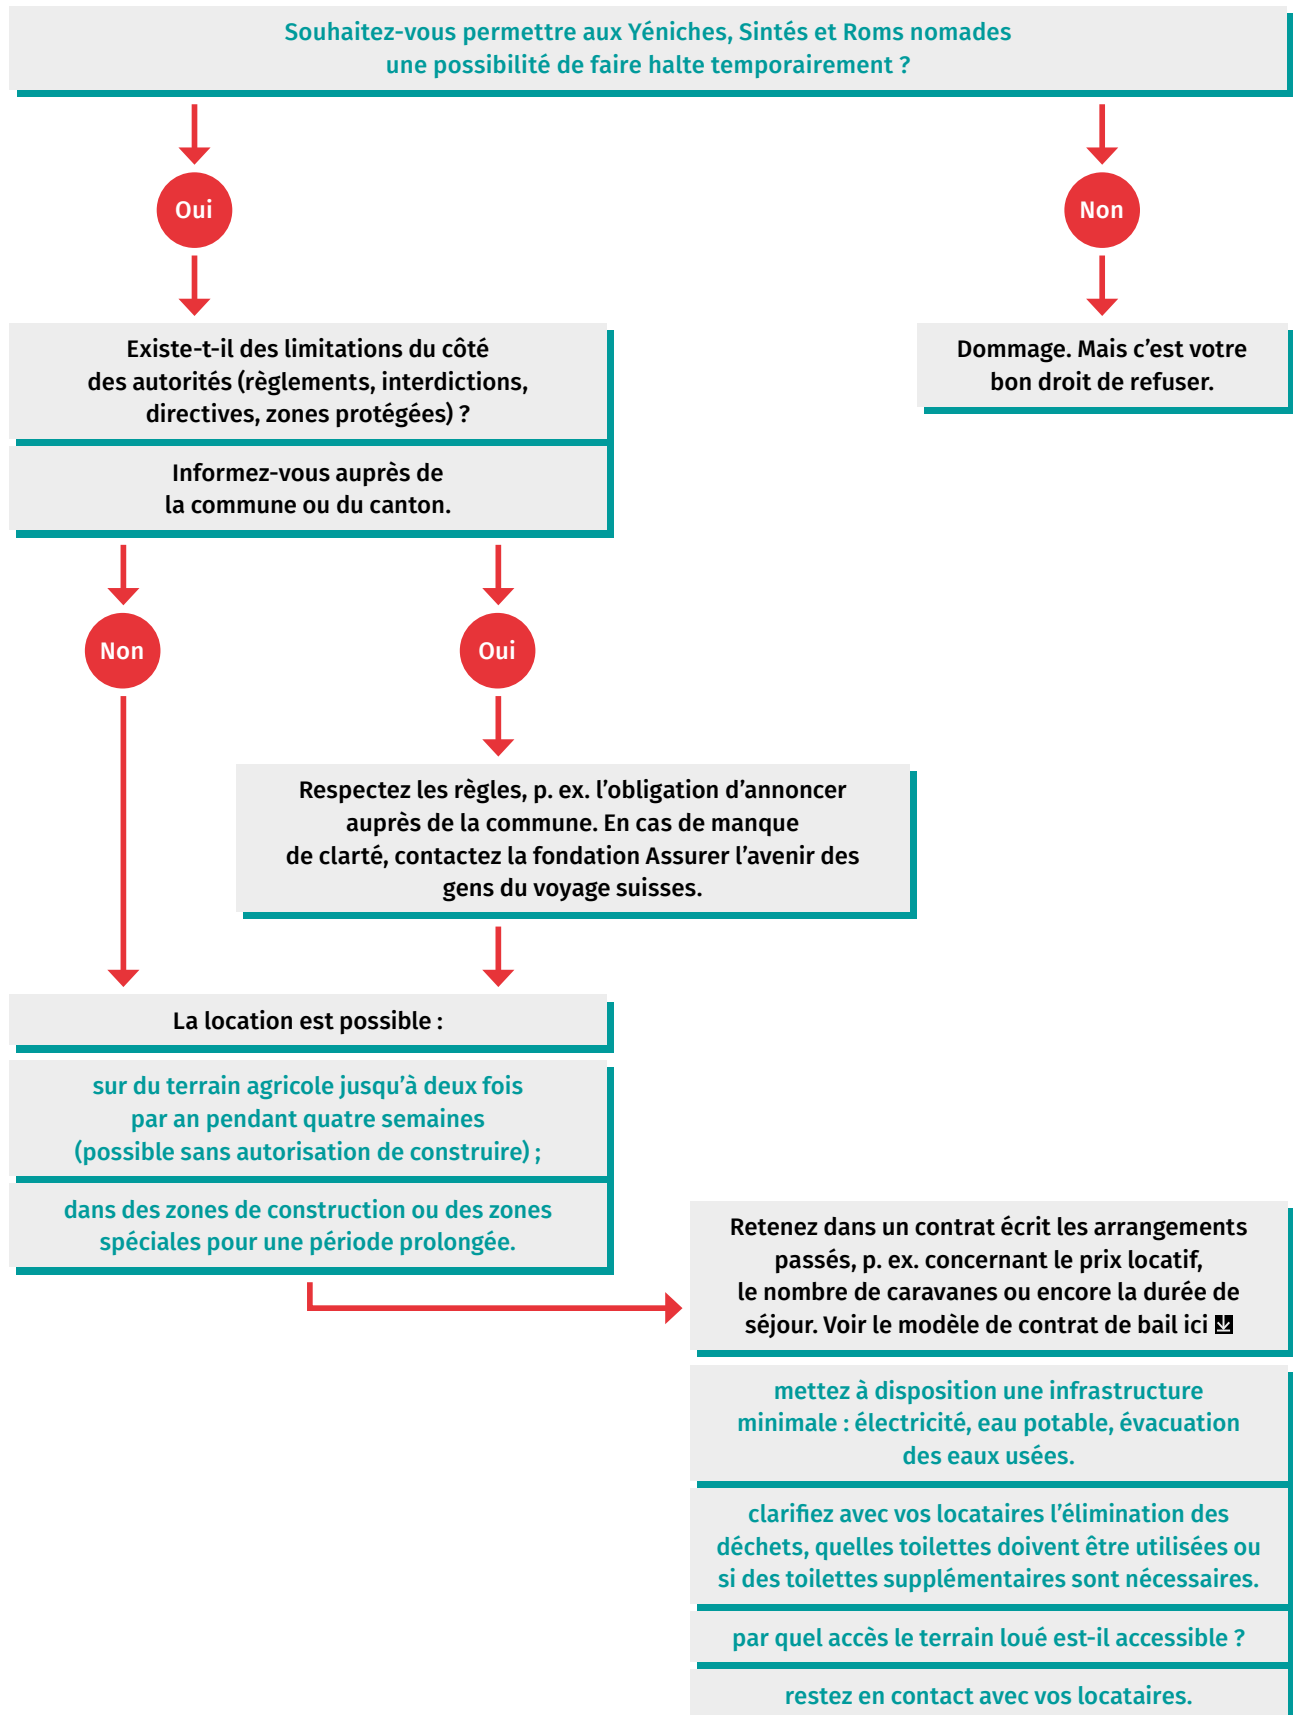 Souhaitez-vous permettre aux Yéniches, Sintés et Roms nomades
une possibilité de faire halte temporairement ?
Oui
Non
Existe-t-il des limitations du côté
des autorités (règlements, interdictions,
directives, zones protégées) ?
Informez-vous auprès de
la commune ou du canton.
Dommage. Mais c’est votre
bon droit de refuser.
Non
Oui
Respectez les règles, p. ex. l’obligation d’annoncer
auprès de la commune. En cas de manque
de clarté, contactez la fondation Assurer l’avenir des
gens du voyage suisses.
La location est possible :
sur du terrain agricole jusqu’à deux fois
par an pendant quatre semaines
(possible sans autorisation de construire) ;
dans des zones de construction ou des zones
spéciales pour une période prolongée.
Retenez dans un contrat écrit les arrangements
passés, p. ex. concernant le prix locatif,
le nombre de caravanes ou encore la durée de
séjour. Voir le modèle de contrat de bail ici
mettez à disposition une infrastructure
minimale : électricité, eau potable, évacuation
des eaux usées.
clarifiez avec vos locataires l’élimination des
déchets, quelles toilettes doivent être utilisées ou
si des toilettes supplémentaires sont nécessaires.
par quel accès le terrain loué est-il accessible ?
restez en contact avec vos locataires.